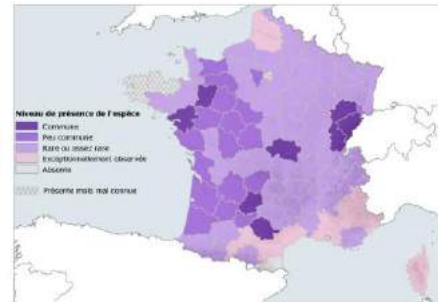 Niveau de présence de l'espèce
Commune
Peu commune
Rare ou assez rare
Exceptionnellement observée
Absente
Présente mais mal connue